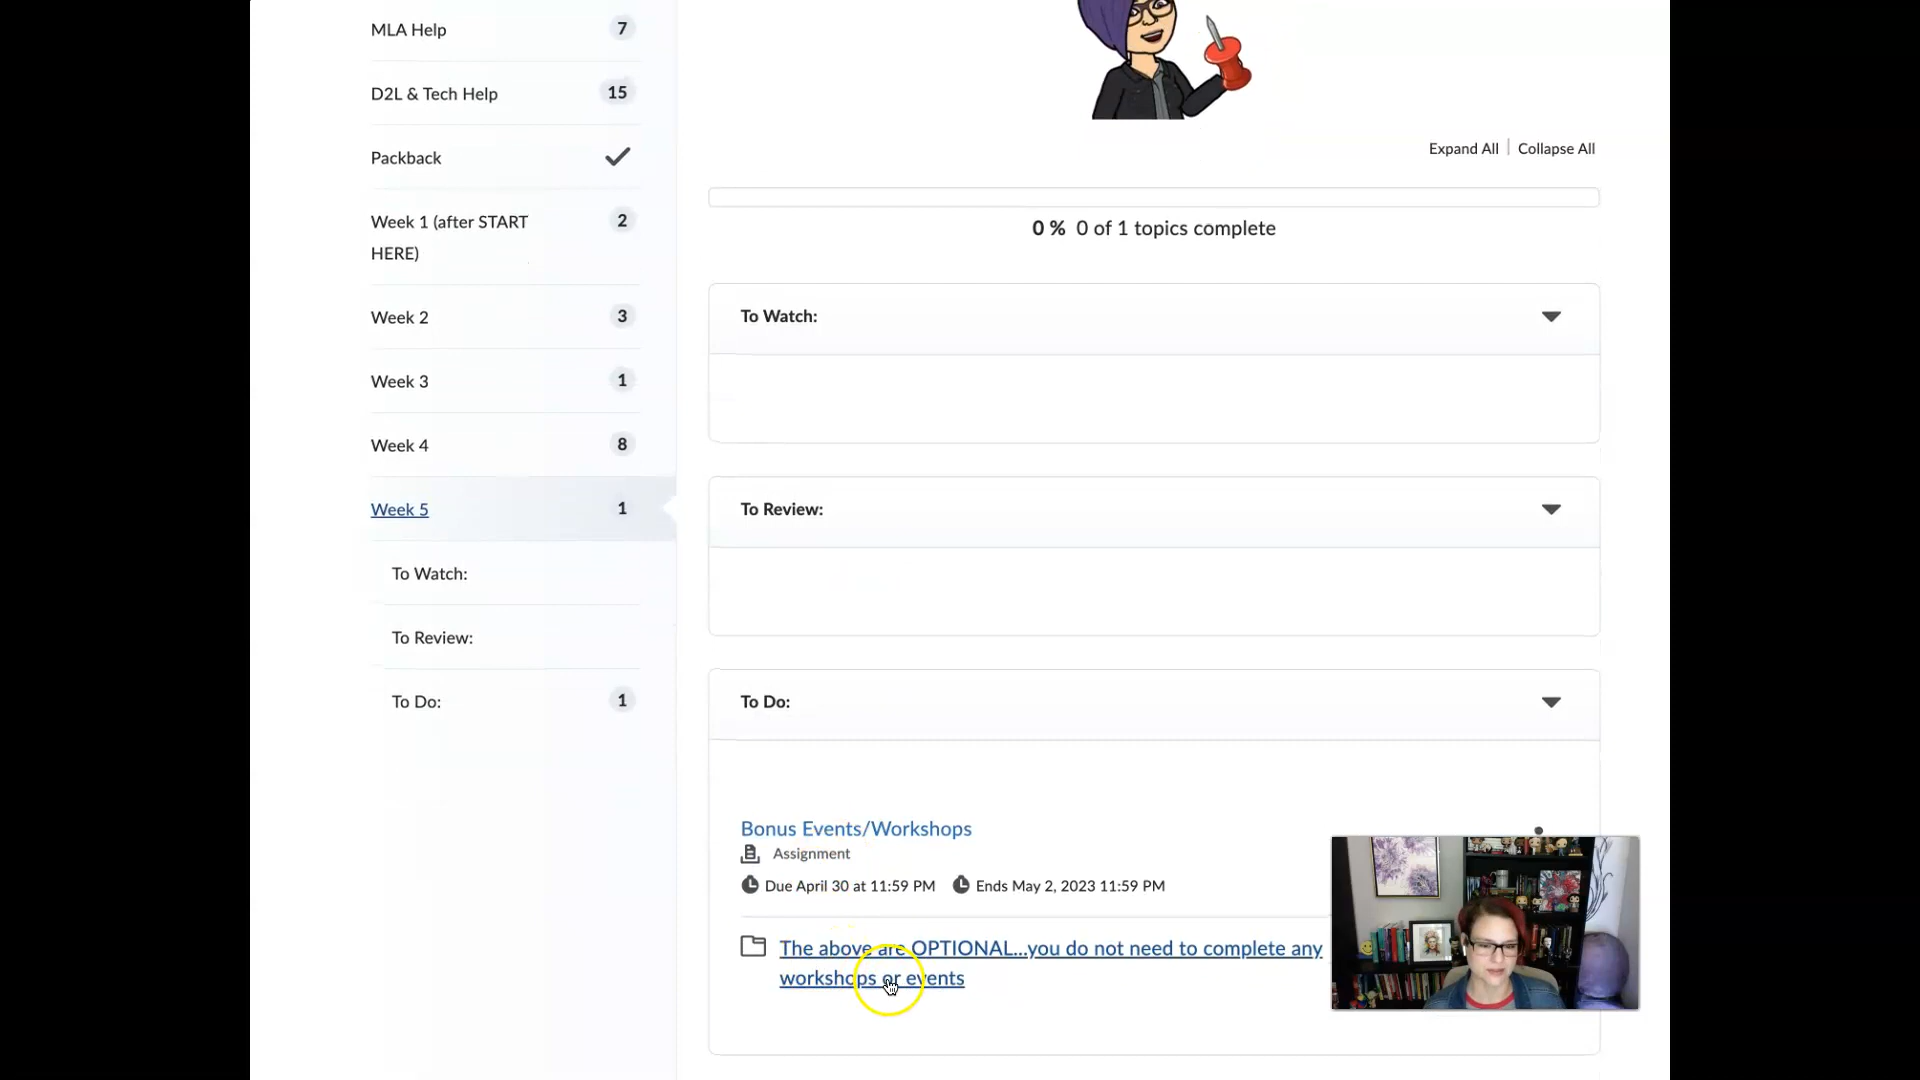 MLA Help 7
D2L & Tech Help 15
Packback
Week 1 (after START 2
HERE)
Week 2 3
Week 3 1
Week 4 8
Week 5 1
To Watch:
To Review:
To Do: 1
Expand All | Collapse All
0 % 0 of 1 topics complete
To Watch:
To Review:
To Do:
Bonus Events/Workshops
Assignment
Due April 30 at 11:59 PM Ends May 2, 2023 11:59 PM
The above are OPTIONAL...you do not need to complete any
workshops or events